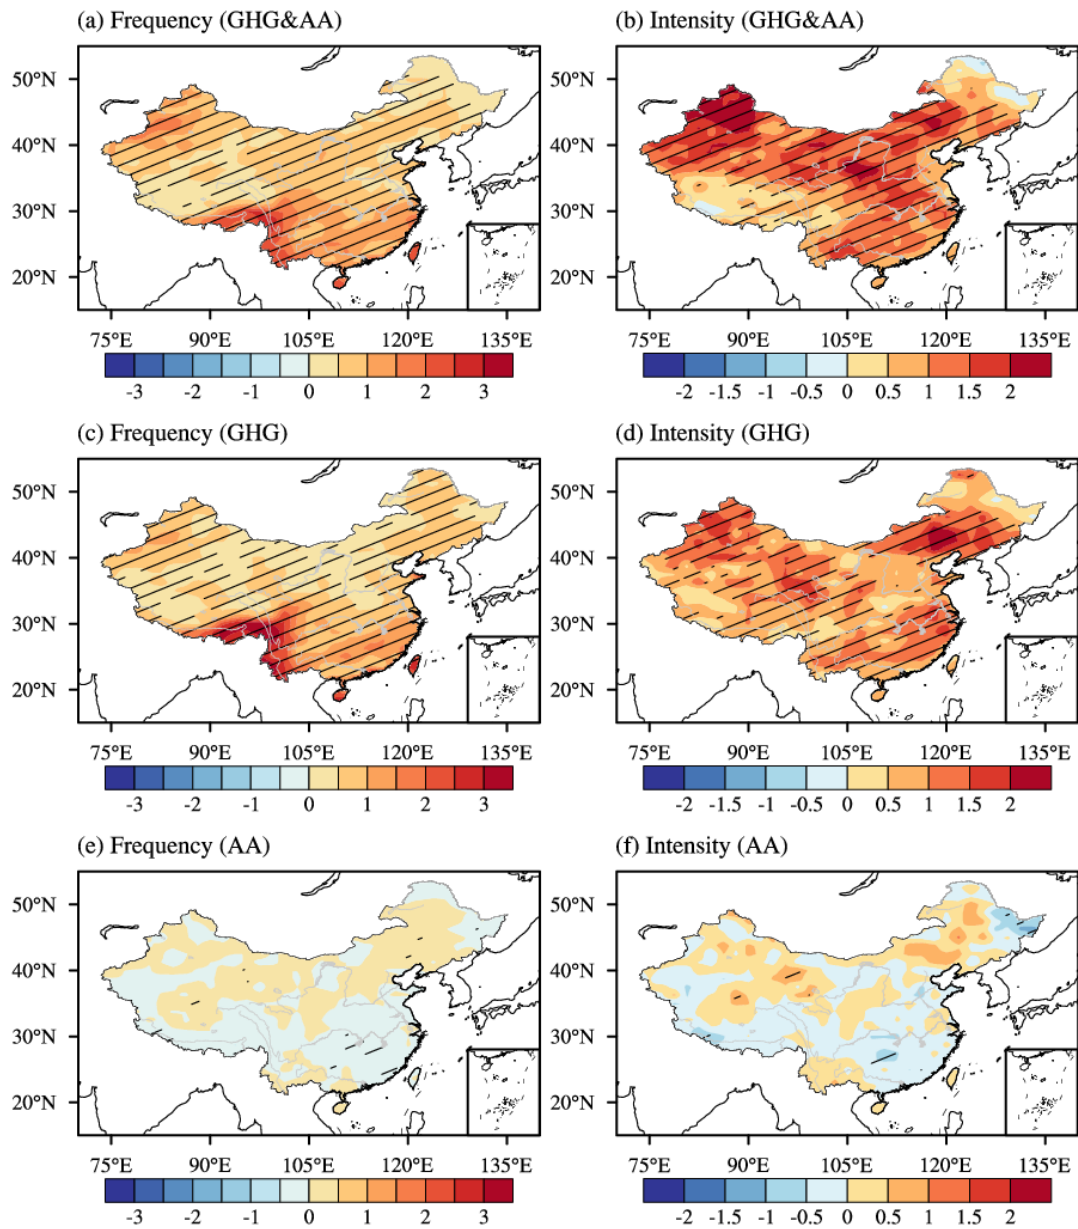 (a) Frequency (GHG&AA)
(b) Intensity (GHG&AA)
50°N
40°N
30°N
20°N
50°N
40°N
30°N
20°N
75°E 90°E 105°E 120°E 135°E
75°E 90°E 105°E 120°E 135°E
-3 -2 -1 0 1 2 3
-2 -1.5 -1 -0.5 0 0.5 1 1.5 2
(c) Frequency (GHG)
(d) Intensity (GHG)
50°N
40°N
30°N
20°N
50°N
40°N
30°N
20°N
75°E 90°E 105°E 120°E 135°E
75°E 90°E 105°E 120°E 135°E
-3 -2 -1 0 1 2 3
-2 -1.5 -1 -0.5 0 0.5 1 1.5 2
(e) Frequency (AA)
(f) Intensity (AA)
50°N
40°N
30°N
20°N
50°N
40°N
30°N
20°N
75°E 90°E 105°E 120°E 135°E
75°E 90°E 105°E 120°E 135°E
-3 -2 -1 0 1 2 3
-2 -1.5 -1 -0.5 0 0.5 1 1.5 2